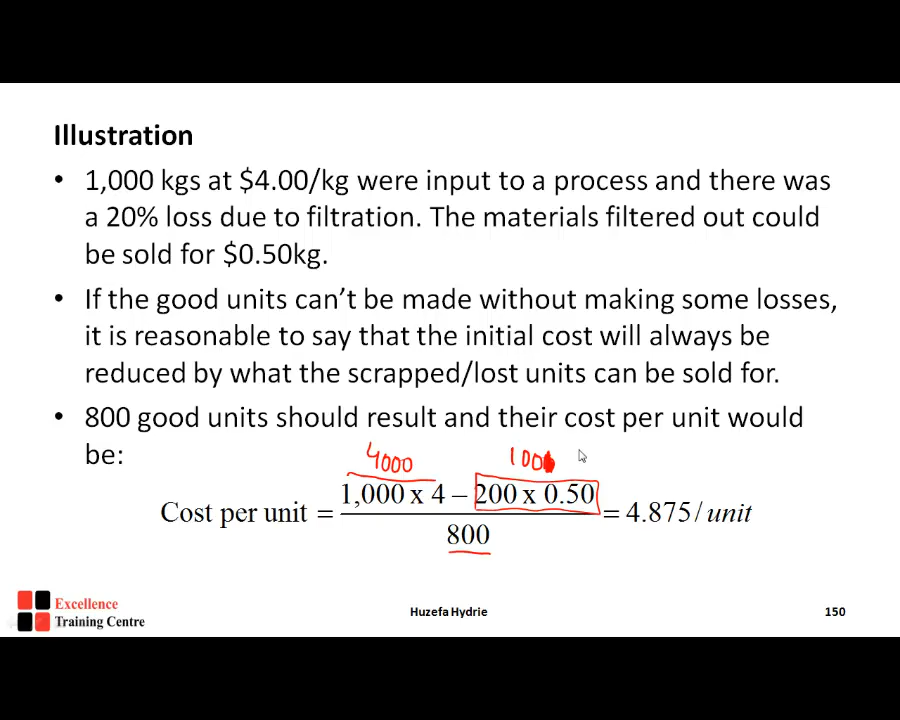 Illustration
• 1,000 kgs at $4.00/kg were input to a process and there was
a 20% loss due to filtration. The materials filtered out could
be sold for $0.50kg.
• If the good units can't be made without making some losses,
it is reasonable to say that the initial cost will always be
reduced by what the scrapped/lost units can be sold for.
• 800 good units should result and their cost per unit would
be:
4000 100
1,000 x 4 – 200 x 0.50
Cost per unit = = 4.875/unit
800
Excellence
Training Centre
Huzefa Hydrie
150